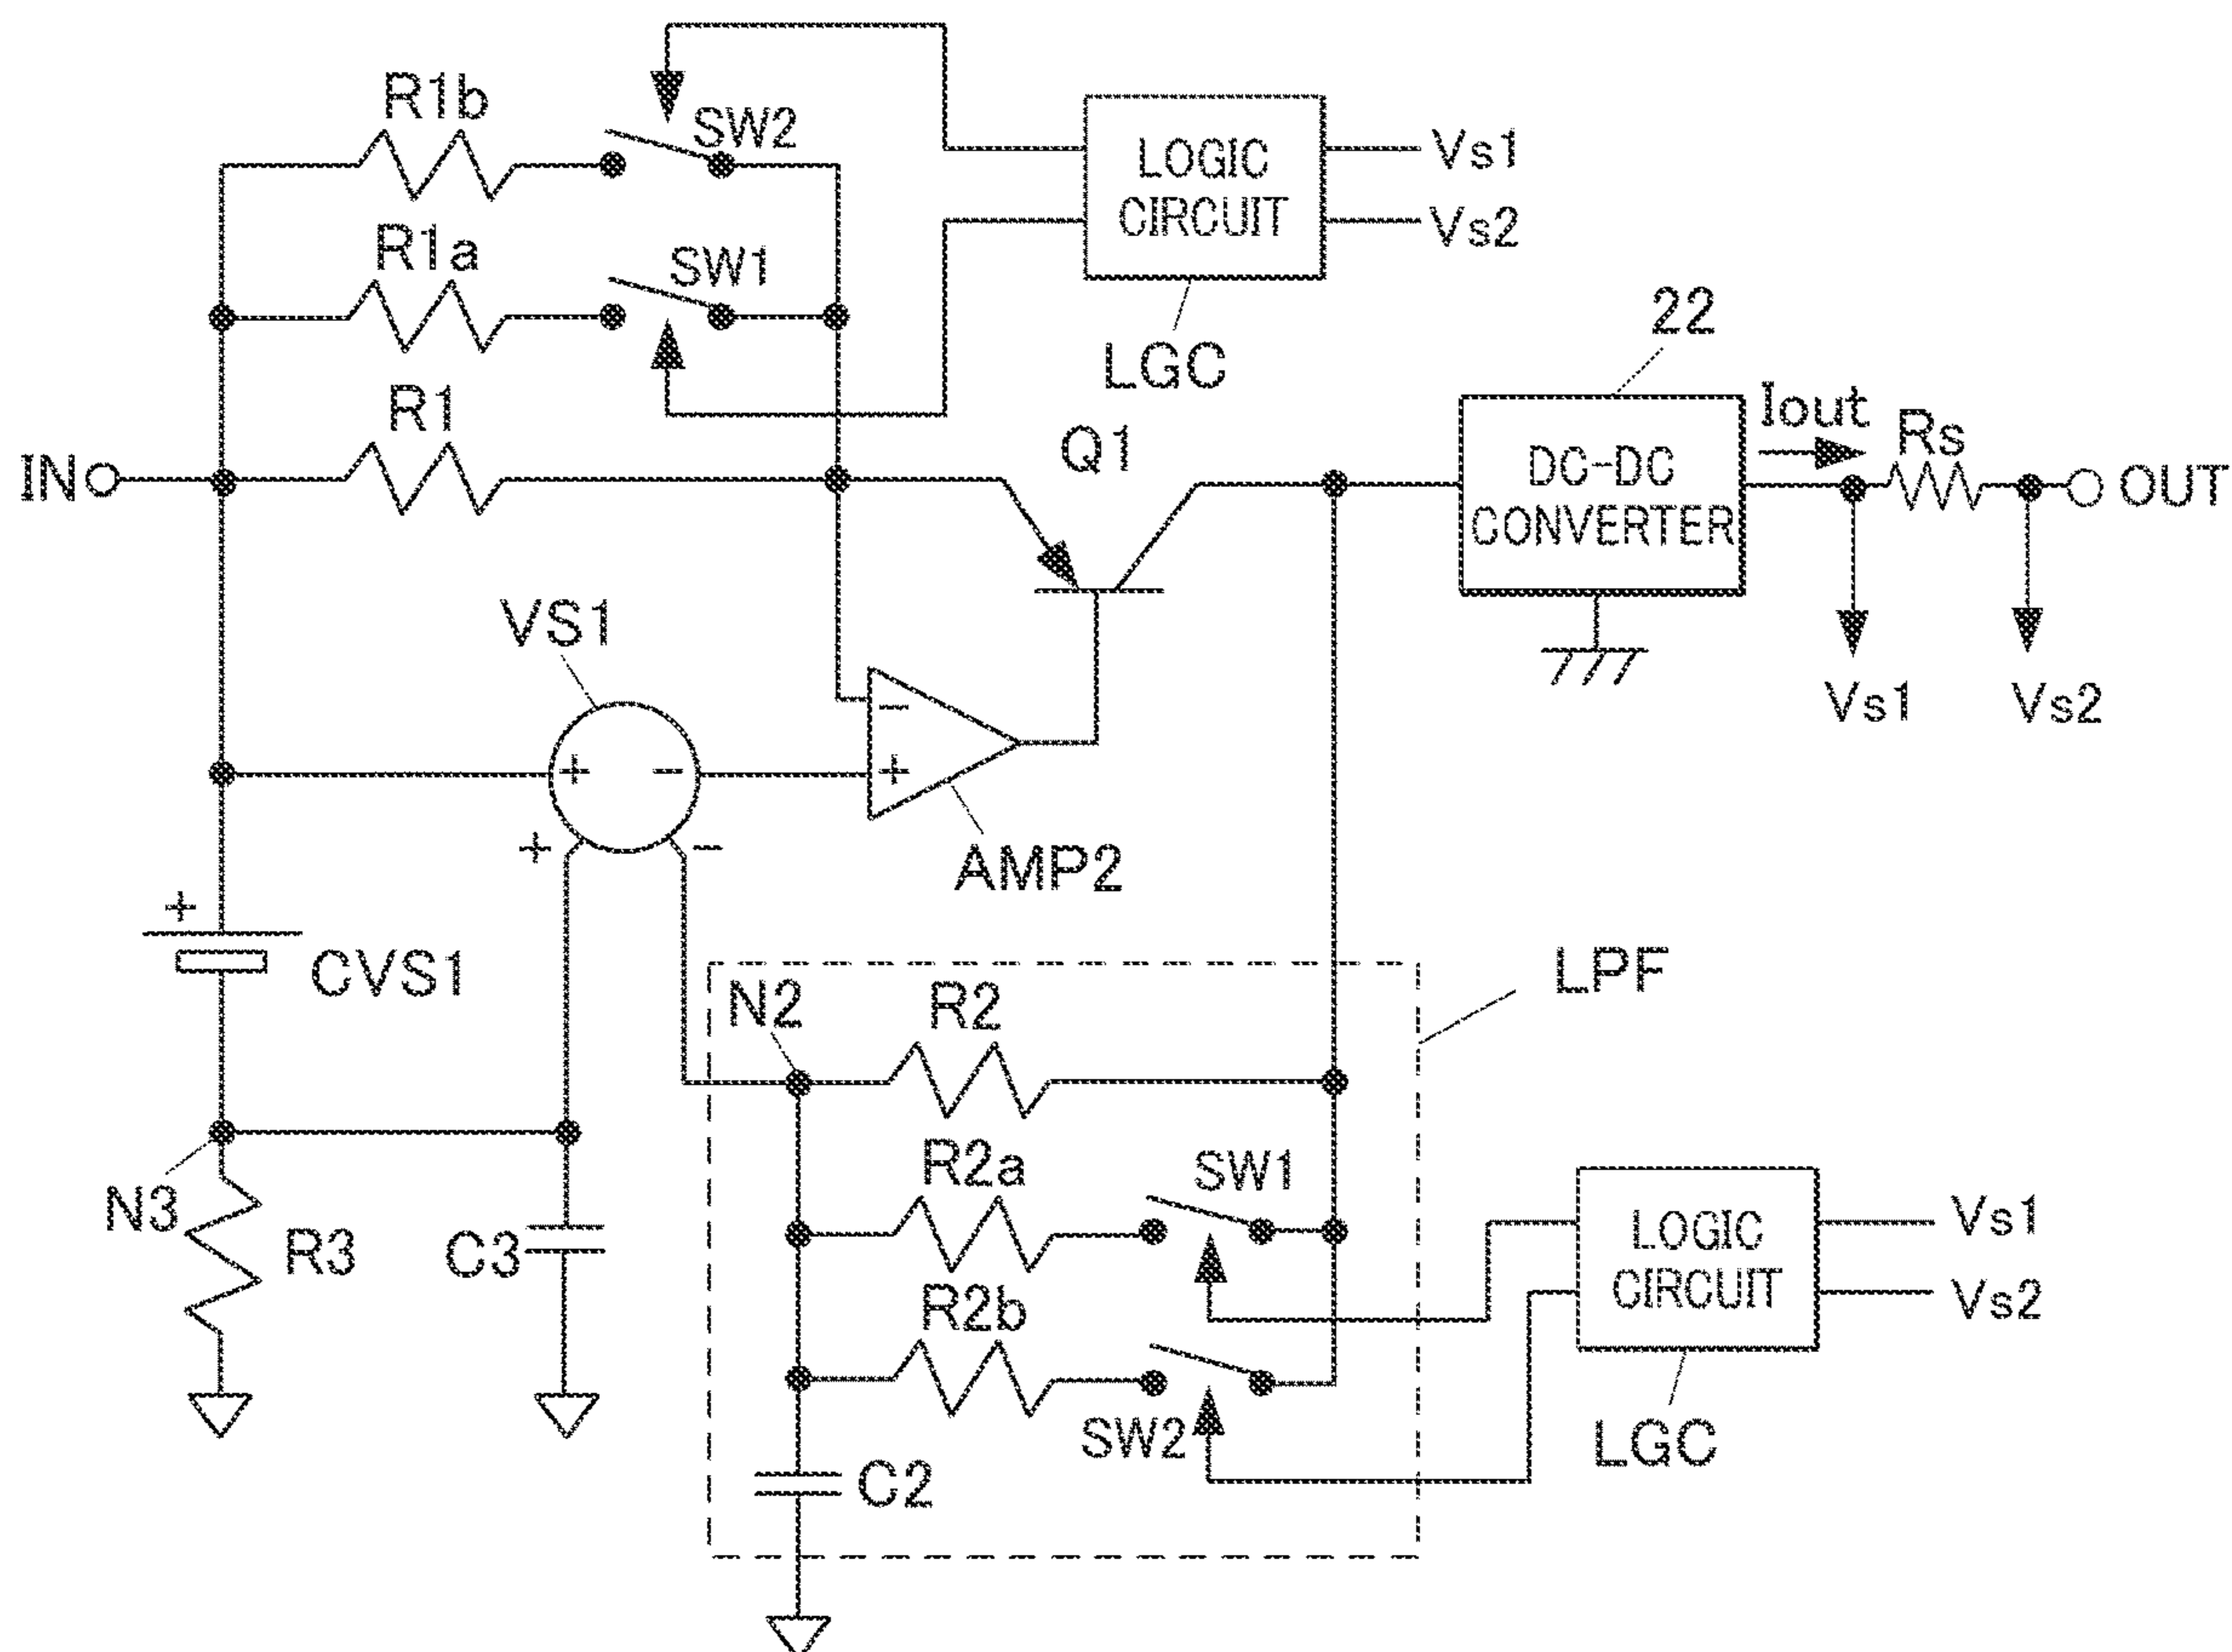 R1b
SW2
LOGIC
CIRCUIT
Vs1
Vs2
R1a
SW1
LGC
22
R1
Q1
Iout
Rs
IN
DC-DC
CONVERTER
OUT
VS1
+
-
-
+
+
-
Vs1
Vs2
AMP2
+
CVS1
LPF
N2
R2
N3
R3
C3
R2a
SW1
LOGIC
CIRCUIT
Vs1
Vs2
R2b
SW2
LGC
C2